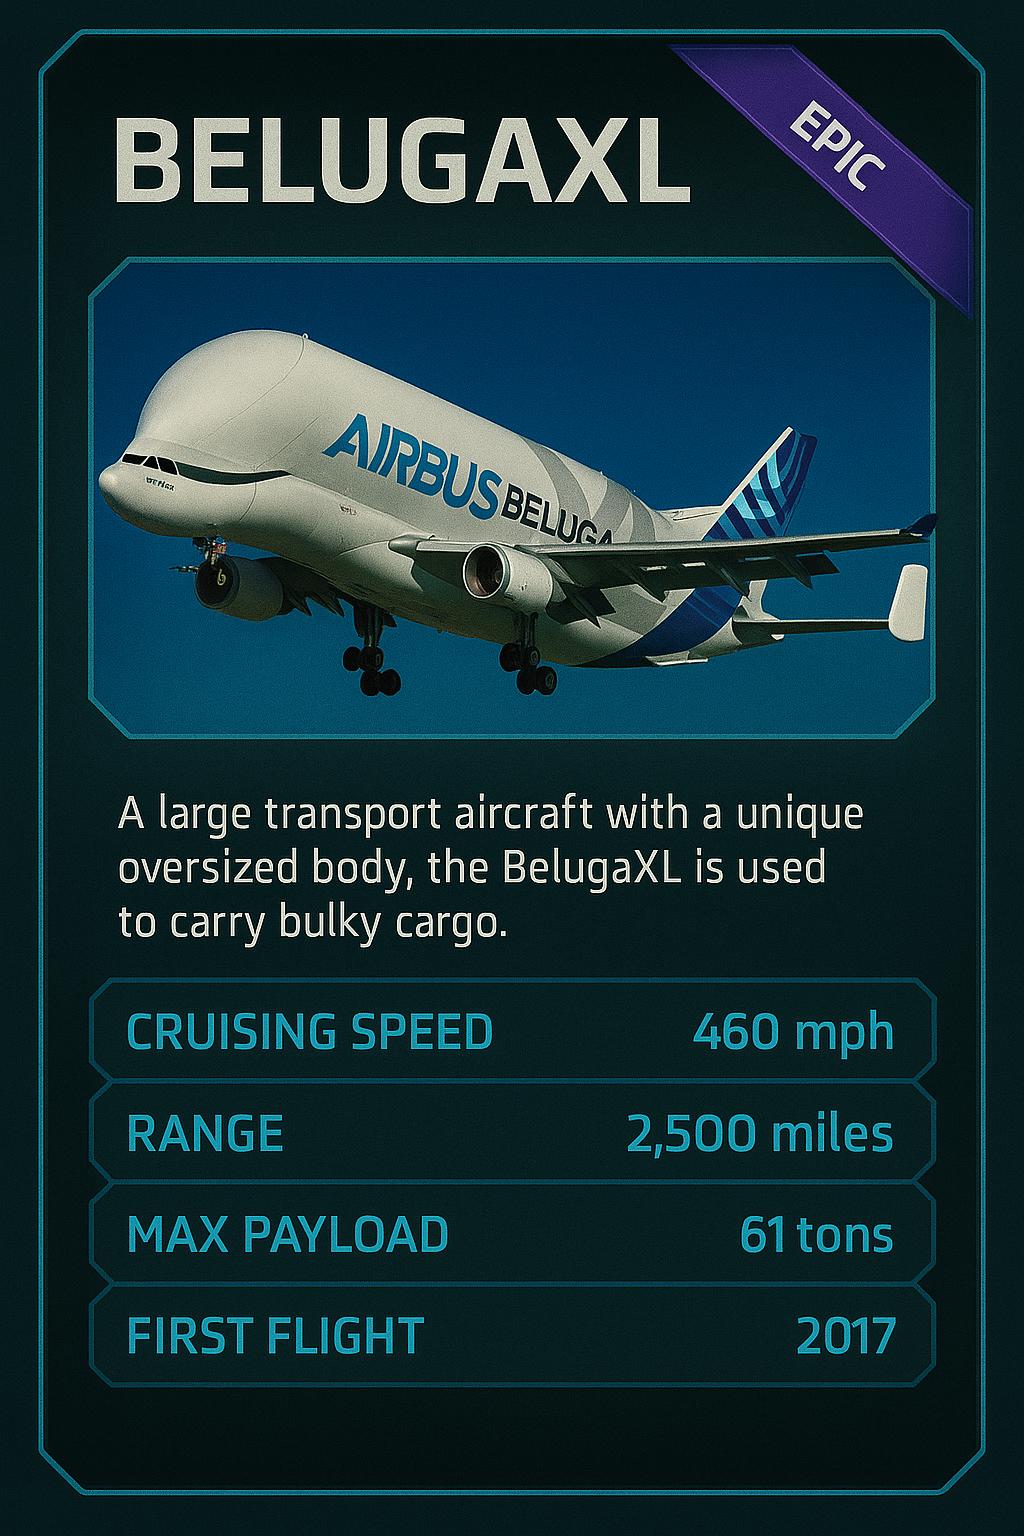 BELUGAXL
EPIC
AIRBUS BELUGA
A large transport aircraft with a unique
oversized body, the BelugaXL is used
to carry bulky cargo.
CRUISING SPEED 460 mph
RANGE 2,500 miles
MAX PAYLOAD 61 tons
FIRST FLIGHT 2017